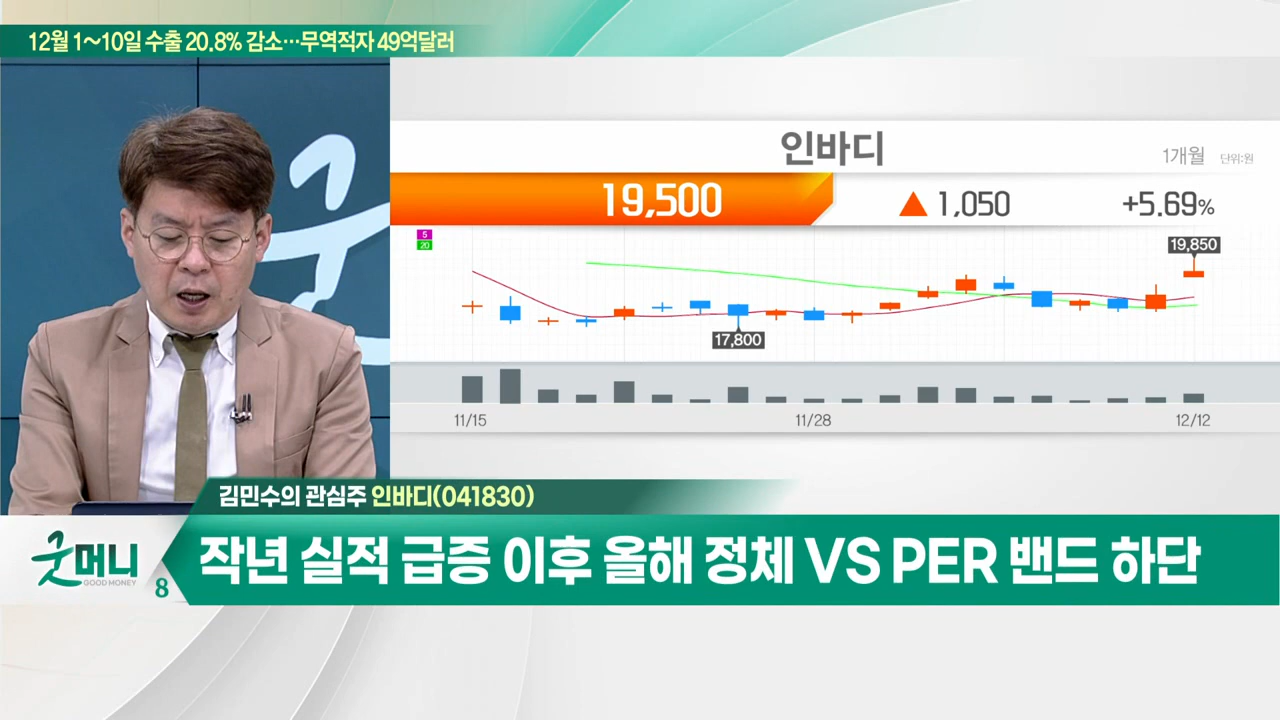 12월 1~10일 수출 20.8% 감소…무역적자 49억달러
인바디
1개월 단위:원
19,500 ▲ 1,050 +5.69%
5
20
19,850
17,800
11/15 11/28 12/12
김민수의 관심주 인바디(041830)
굿머니
GOOD MONEY
8
작년 실적 급증 이후 올해 정체 VS PER 밴드 하단